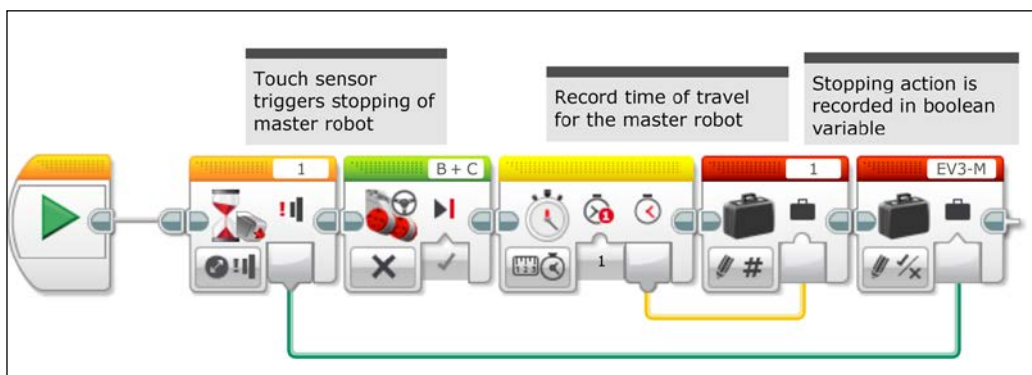 Touch sensor
triggers stopping of
master robot
Record time of travel
for the master robot
Stopping action is
recorded in boolean
variable
1
B + C
1
EV3-M
1
1
#